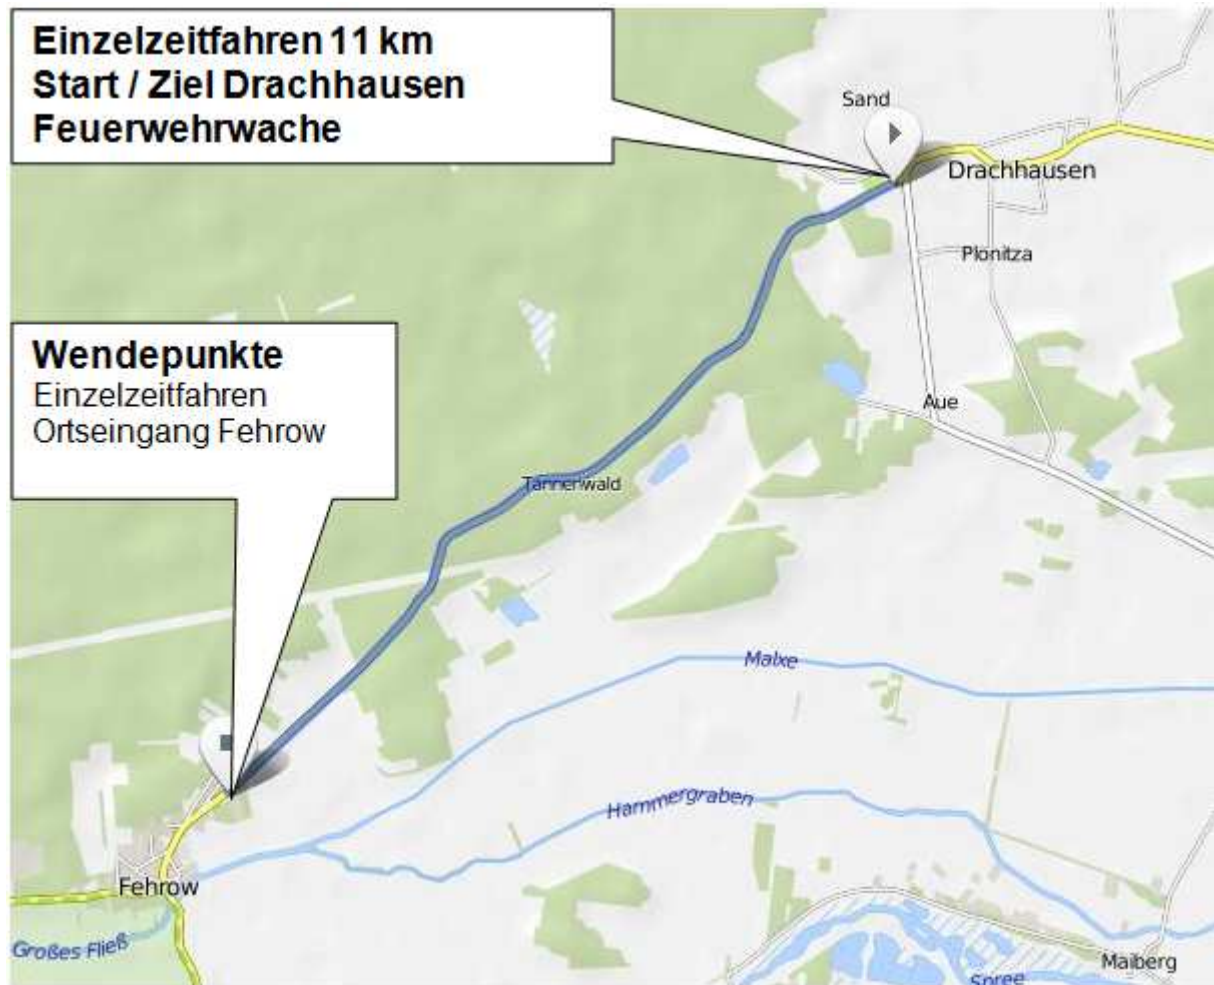 Einzelzeitfahren 11 km
Start / Ziel Drachhausen
Feuerwehrwache
Sand
Drachhausen
Plonitza
Wendepunkte
Einzelzeitfahren
Ortseingang Fehrow
Aue
Tannenwald
Malxe
Hammergraben
Fehrow
Großes Fließ
Maiberg
Spree